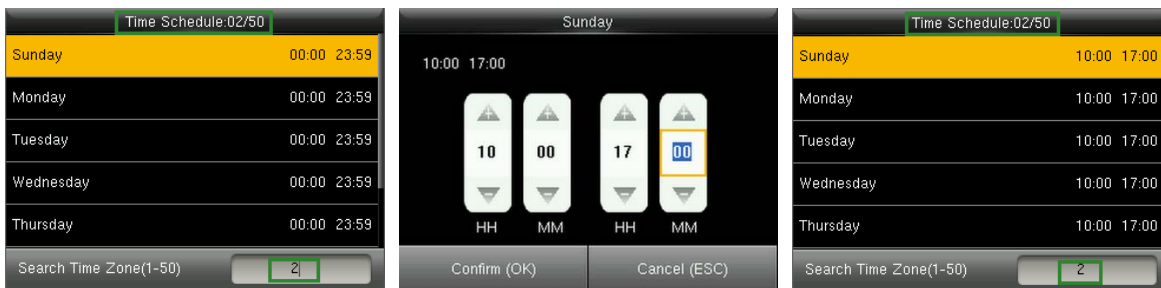 Time Schedule:02/50
Sunday 00:00 23:59
Monday 00:00 23:59
Tuesday 00:00 23:59
Wednesday 00:00 23:59
Thursday 00:00 23:59
Search Time Zone(1-50) 2
Sunday
10:00 17:00
10 00 17 00
HH MM HH MM
Confirm (OK) Cancel (ESC)
Time Schedule:02/50
Sunday 10:00 17:00
Monday 10:00 17:00
Tuesday 10:00 17:00
Wednesday 10:00 17:00
Thursday 10:00 17:00
Search Time Zone(1-50) 2